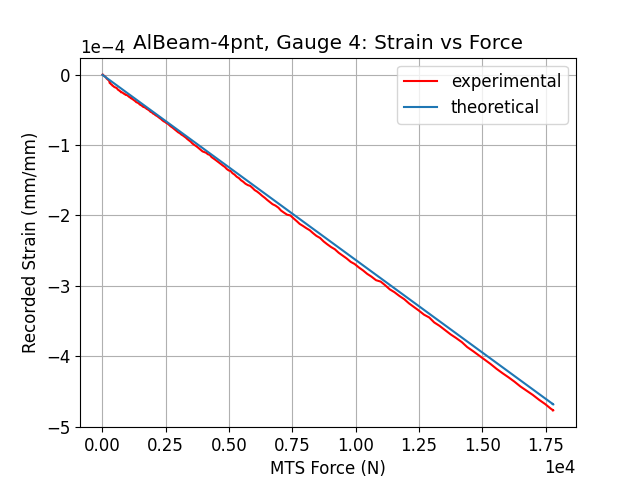 1e−4
AlBeam-4pnt, Gauge 4: Strain vs Force
experimental
theoretical
0
−1
−2
−3
−4
−5
Recorded Strain (mm/mm)
0.00 0.25 0.50 0.75 1.00 1.25 1.50 1.75
1e4
MTS Force (N)